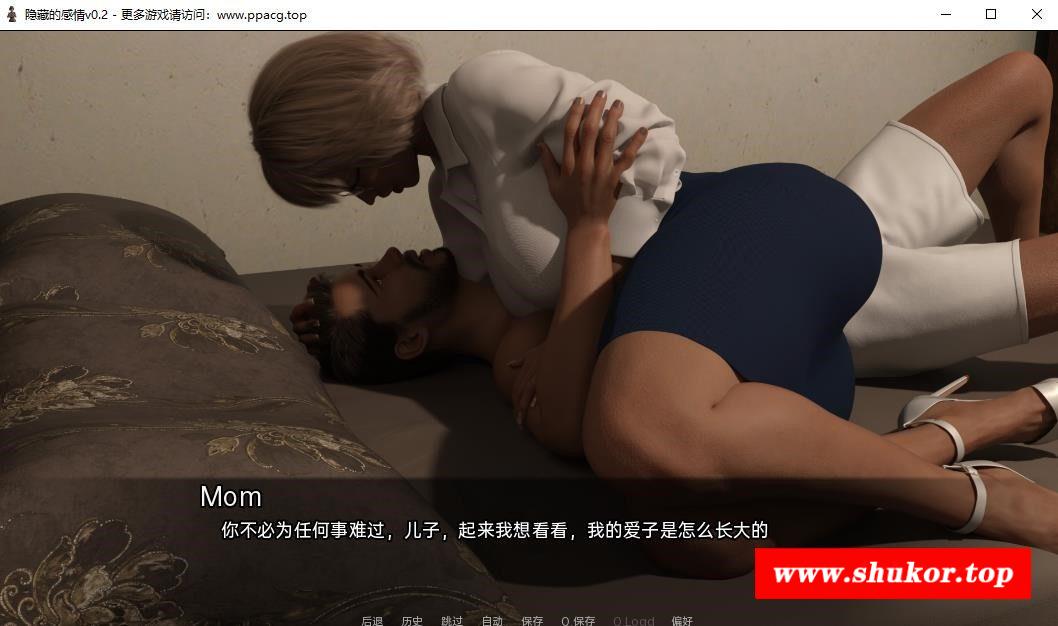 隐藏的感情v0.2 - 更多游戏请访问：www.ppacg.top
Mom
你不必为任何事难过，儿子，起来我想看看，我的爱子是怎么长大的
www.shukor.top
后退 历史 跳过 自动 保存 Q.保存 Q.Load 偏好